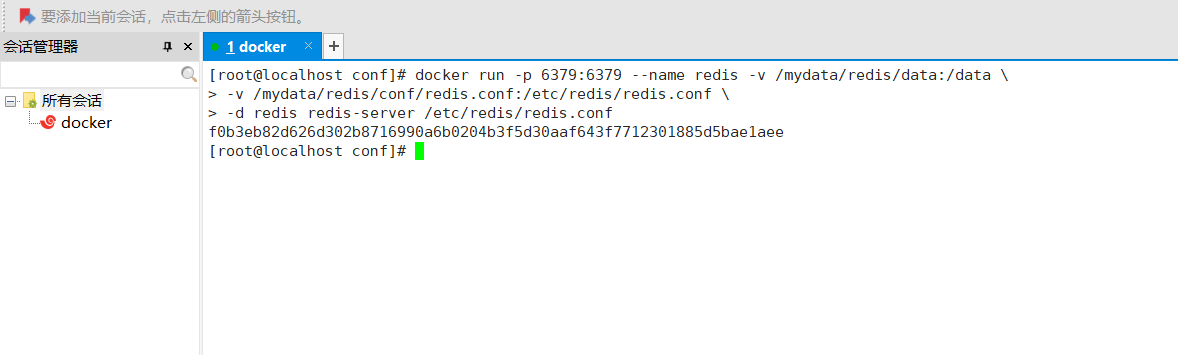 要添加当前会话，点击左侧的箭头按钮。
会话管理器
1 docker
所有会话
docker
[root@localhost conf]# docker run -p 6379:6379 --name redis -v /mydata/redis/data:/data \
> -v /mydata/redis/conf/redis.conf:/etc/redis/redis.conf \
> -d redis redis-server /etc/redis/redis.conf
f0b3eb82d626d302b8716990a6b0204b3f5d30aaf643f7712301885d5bae1aee
[root@localhost conf]#